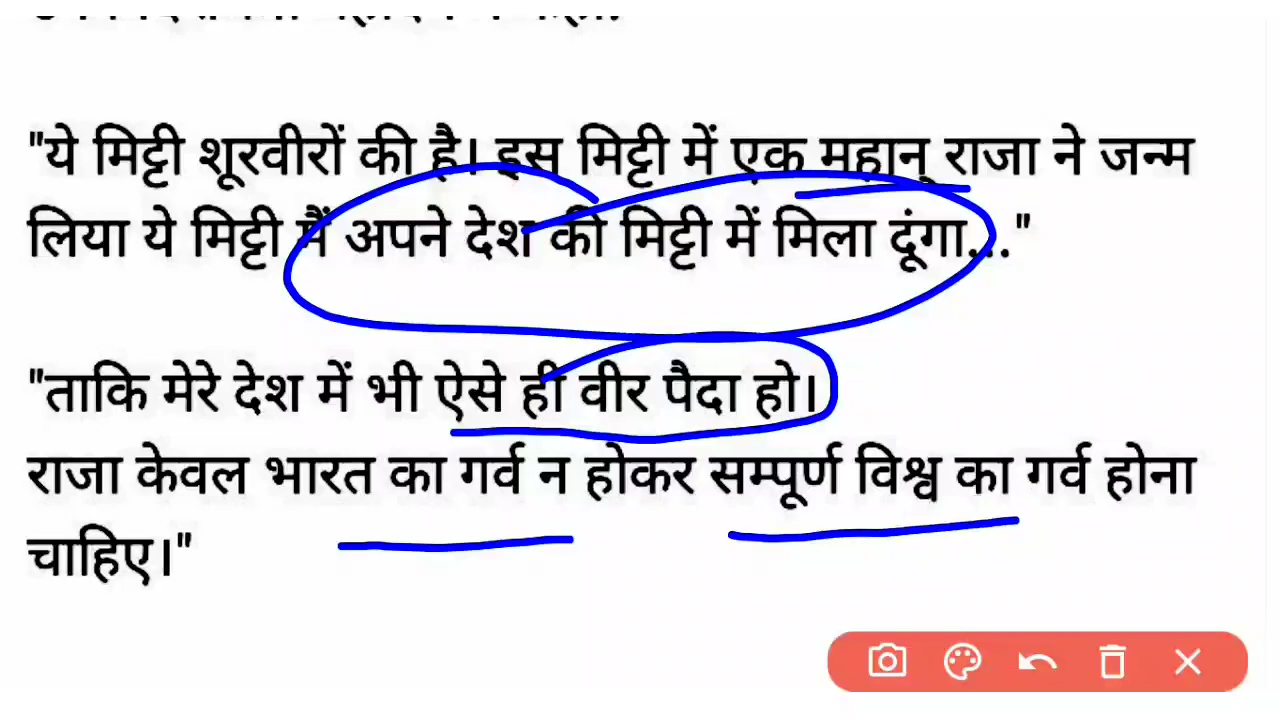 "ये मिट्टी शूरवीरों की है। इस मिट्टी में एक महान् राजा ने जन्म
लिया ये मिट्टी मैं अपने देश की मिट्टी में मिला दूंगा..."
"ताकि मेरे देश में भी ऐसे ही वीर पैदा हो।
राजा केवल भारत का गर्व न होकर सम्पूर्ण विश्व का गर्व होना
चाहिए।"